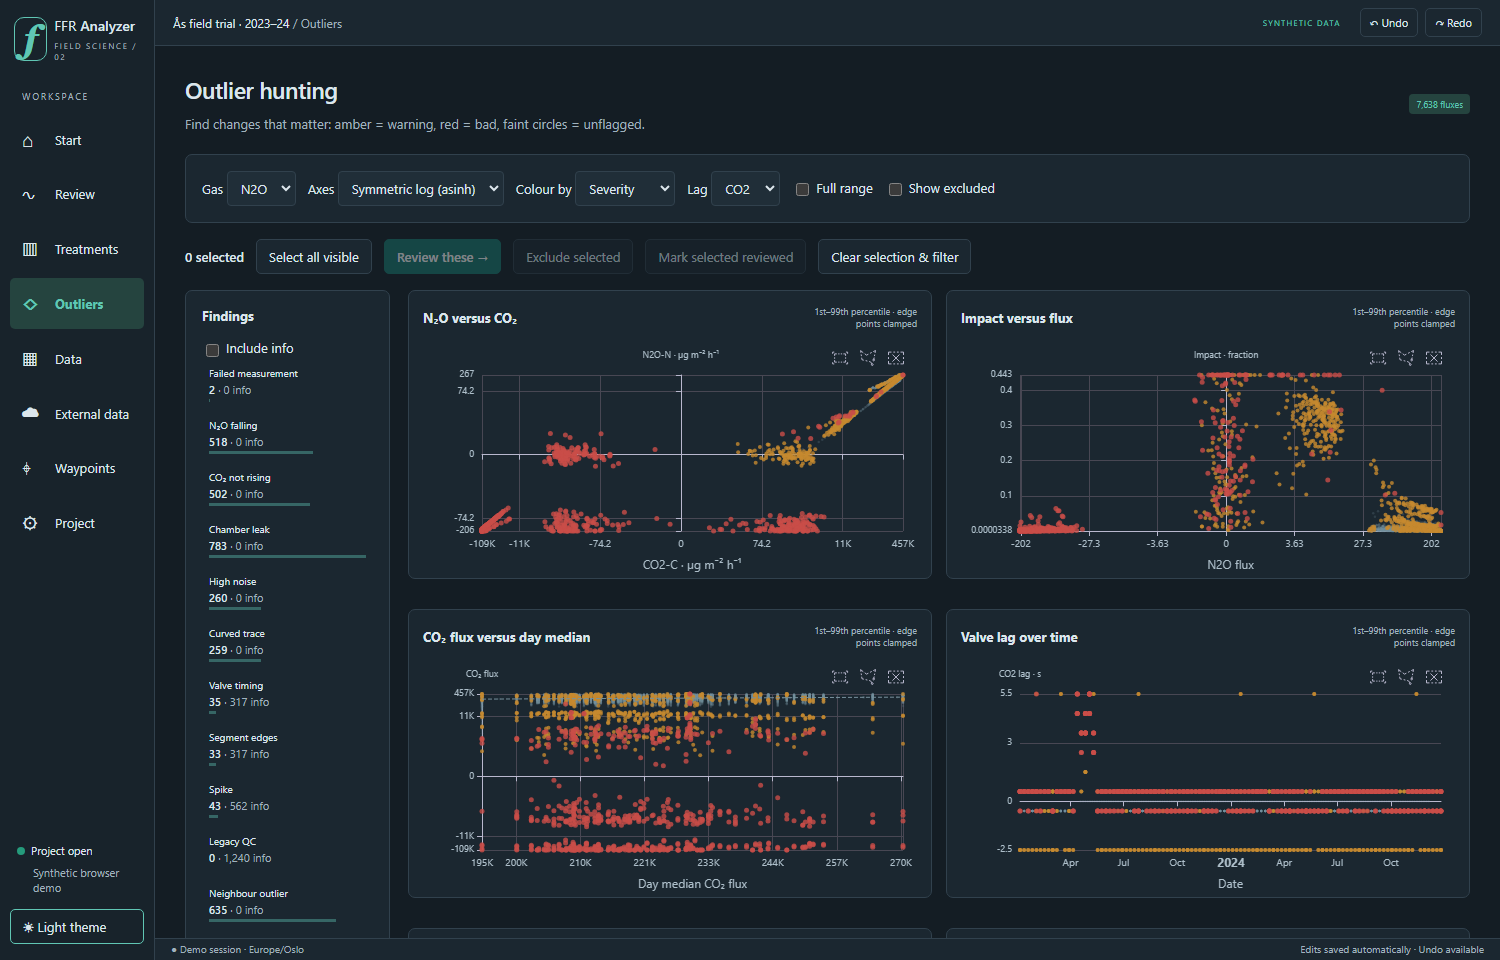 FFR Analyzer
FIELD SCIENCE /
02
WORKSPACE
Start
Review
Treatments
Outliers
Data
External data
Waypoints
Project
Project open
Synthetic browser
demo
☀ Light theme
Ås field trial · 2023–24 / Outliers
SYNTHETIC DATA
↶ Undo
↷ Redo
Outlier hunting
Find changes that matter: amber = warning, red = bad, faint circles = unflagged.
7,638 fluxes
Gas N2O Axes Symmetric log (asinh) Colour by Severity Lag CO2 Full range Show excluded
0 selected Select all visible Review these → Exclude selected Mark selected reviewed Clear selection & filter
Findings
Include info
Failed measurement
2 · 0 info
N₂O falling
518 · 0 info
CO₂ not rising
502 · 0 info
Chamber leak
783 · 0 info
High noise
260 · 0 info
Curved trace
259 · 0 info
Valve timing
35 · 317 info
Segment edges
33 · 317 info
Spike
43 · 562 info
Legacy QC
0 · 1,240 info
Neighbour outlier
635 · 0 info
N₂O versus CO₂
1st–99th percentile · edge
points clamped
N2O-N · µg m⁻² h⁻¹
267
74.2
0
-74.2
-206
-109K -11K -74.2 0 74.2 11K 457K
CO2-C · µg m⁻² h⁻¹
Impact versus flux
1st–99th percentile · edge
points clamped
Impact · fraction
0.443
0.4
0.3
0.2
0.1
0.0000338
-202 -27.3 -3.63 0 3.63 27.3 202
N2O flux
CO₂ flux versus day median
1st–99th percentile · edge
points clamped
CO₂ flux
457K
11K
0
-11K
-109K
195K 200K 210K 221K 233K 244K 257K 270K
Day median CO₂ flux
Valve lag over time
1st–99th percentile · edge
points clamped
CO2 lag · s
5.5
3
0
-2.5
Apr Jul Oct 2024 Apr Jul Oct
Date
● Demo session · Europe/Oslo
Edits saved automatically · Undo available